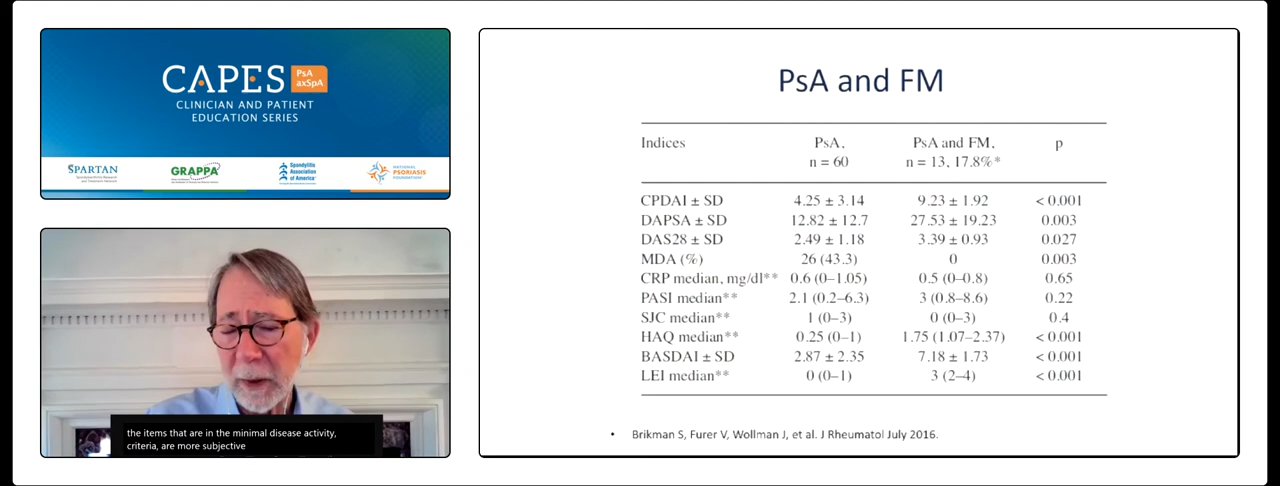 CAPES
PsA
axSpA
CLINICIAN AND PATIENT
EDUCATION SERIES
SPARTAN
GRAPPA
Spondylitis
Association
of America
NATIONAL
PSORIASIS
FOUNDATION
the items that are in the minimal disease activity,
criteria, are more subjective
PsA and FM
Indices PsA, PsA and FM, p
n = 60 n = 13, 17.8%*
CPDAI ± SD 4.25 ± 3.14 9.23 ± 1.92 < 0.001
DAPSA ± SD 12.82 ± 12.7 27.53 ± 19.23 0.003
DAS28 ± SD 2.49 ± 1.18 3.39 ± 0.93 0.027
MDA (%) 26 (43.3) 0 0.003
CRP median, mg/dl** 0.6 (0–1.05) 0.5 (0–0.8) 0.65
PASI median** 2.1 (0.2–6.3) 3 (0.8–8.6) 0.22
SJC median** 1 (0–3) 0 (0–3) 0.4
HAQ median** 0.25 (0–1) 1.75 (1.07–2.37) < 0.001
BASDAI ± SD 2.87 ± 2.35 7.18 ± 1.73 < 0.001
LEI median** 0 (0–1) 3 (2–4) < 0.001
• Brikman S, Furer V, Wollman J, et al. J Rheumatol July 2016.